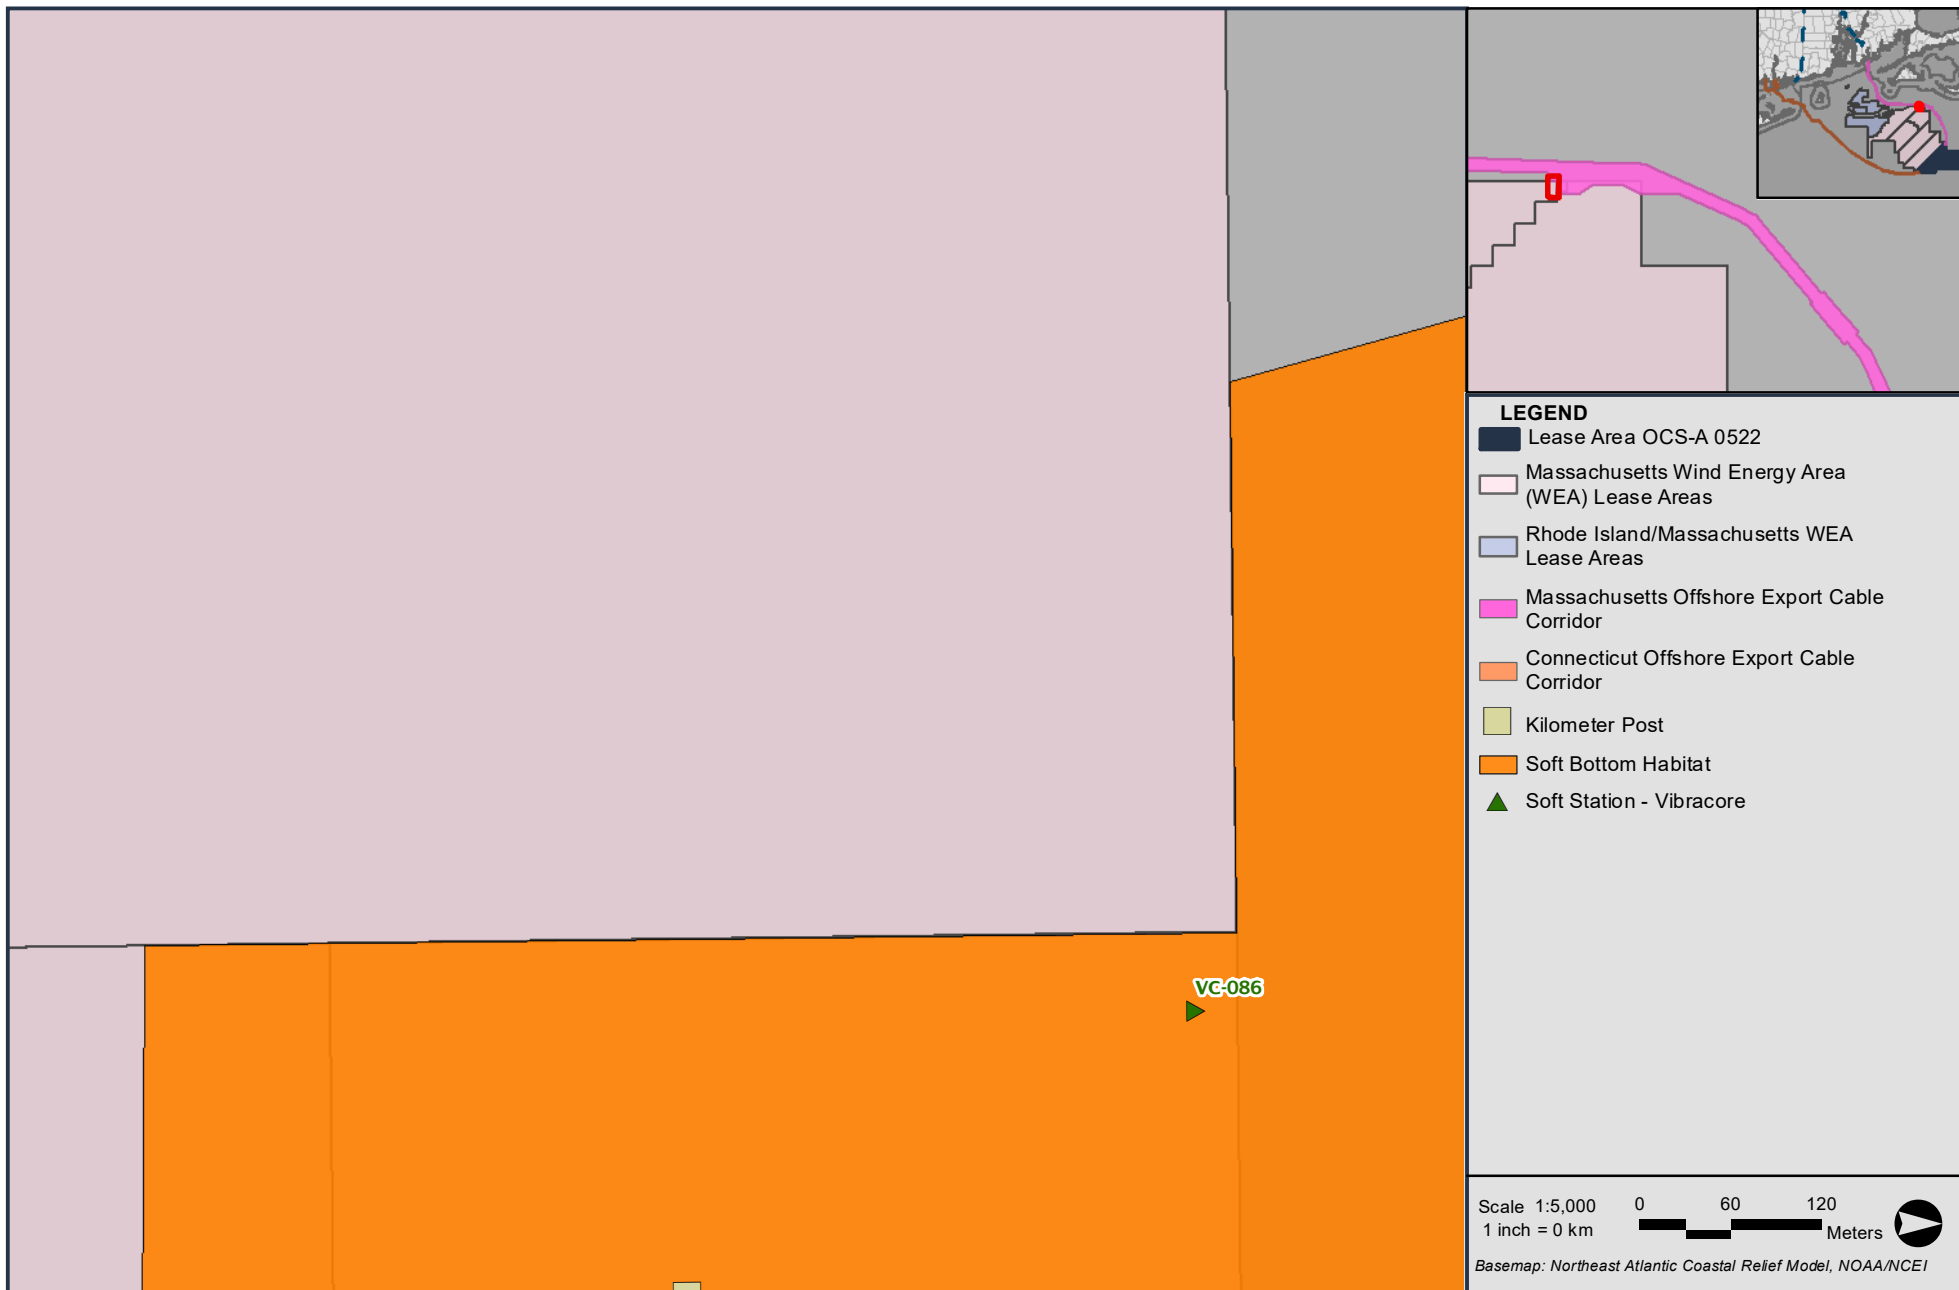 VC-086
LEGEND
Lease Area OCS-A 0522
Massachusetts Wind Energy Area
(WEA) Lease Areas
Rhode Island/Massachusetts WEA
Lease Areas
Massachusetts Offshore Export Cable
Corridor
Connecticut Offshore Export Cable
Corridor
Kilometer Post
Soft Bottom Habitat
Soft Station - Vibracore
Scale 1:5,000
1 inch = 0 km
0 60 120
Meters
Basemap: Northeast Atlantic Coastal Relief Model, NOAA/NCEI